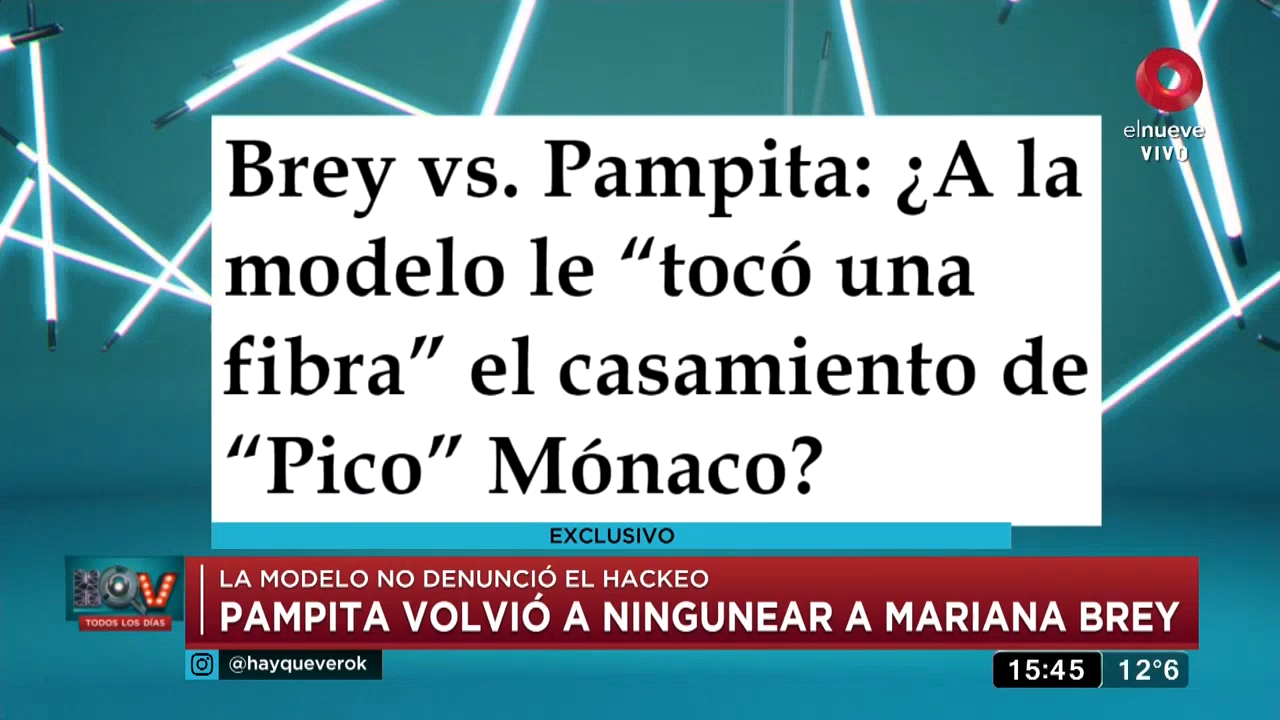 elnueve
VIVO
Brey vs. Pampita: ¿A la
modelo le “tocó una
fibra” el casamiento de
“Pico” Mónaco?
EXCLUSIVO
HQV
TODOS LOS DÍAS
LA MODELO NO DENUNCIÓ EL HACKEO
PAMPITA VOLVIÓ A NINGUNEAR A MARIANA BREY
@hayqueverok
15:45 12°6